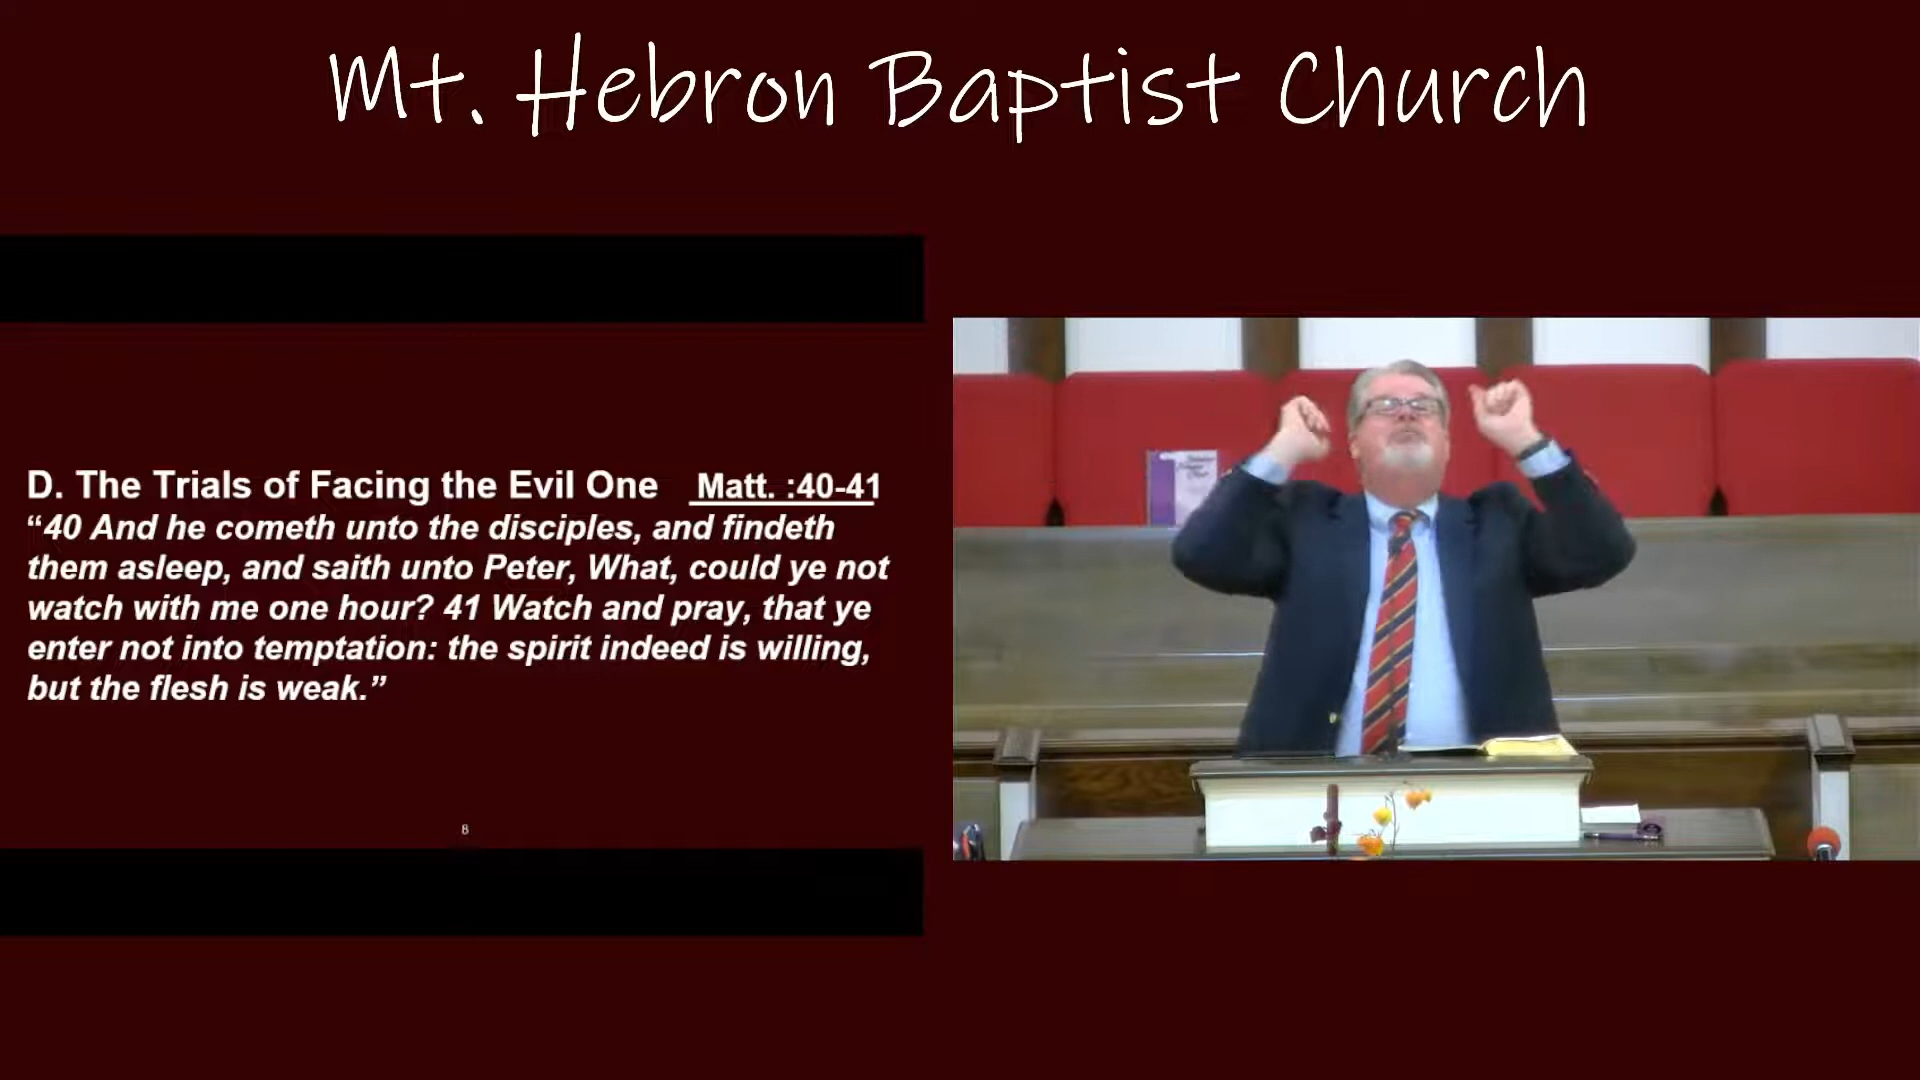 Mt. Hebron Baptist Church
D. The Trials of Facing the Evil One Matt. :40-41
“40 And he cometh unto the disciples, and findeth
them asleep, and saith unto Peter, What, could ye not
watch with me one hour? 41 Watch and pray, that ye
enter not into temptation: the spirit indeed is willing,
but the flesh is weak.”
8